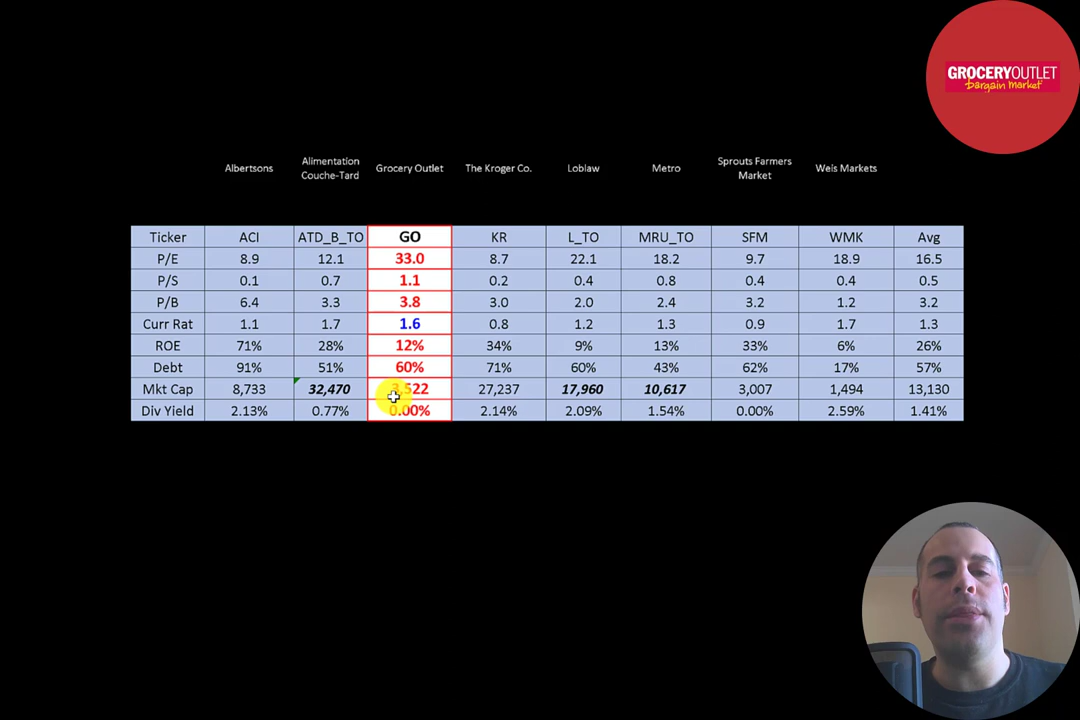 GROCERYOUTLET
bargain market
Albertsons
Alimentation
Couche-Tard
Grocery Outlet
The Kroger Co.
Loblaw
Metro
Sprouts Farmers
Market
Weis Markets
Ticker ACI ATD_B_TO GO KR L_TO MRU_TO SFM WMK Avg
P/E 8.9 12.1 33.0 8.7 22.1 18.2 9.7 18.9 16.5
P/S 0.1 0.7 1.1 0.2 0.4 0.8 0.4 0.4 0.5
P/B 6.4 3.3 3.8 3.0 2.0 2.4 3.2 1.2 3.2
Curr Rat 1.1 1.7 1.6 0.8 1.2 1.3 0.9 1.7 1.3
ROE 71% 28% 12% 34% 9% 13% 33% 6% 26%
Debt 91% 51% 60% 71% 60% 43% 62% 17% 57%
Mkt Cap 8,733 32,470 3,522 27,237 17,960 10,617 3,007 1,494 13,130
Div Yield 2.13% 0.77% 0.00% 2.14% 2.09% 1.54% 0.00% 2.59% 1.41%